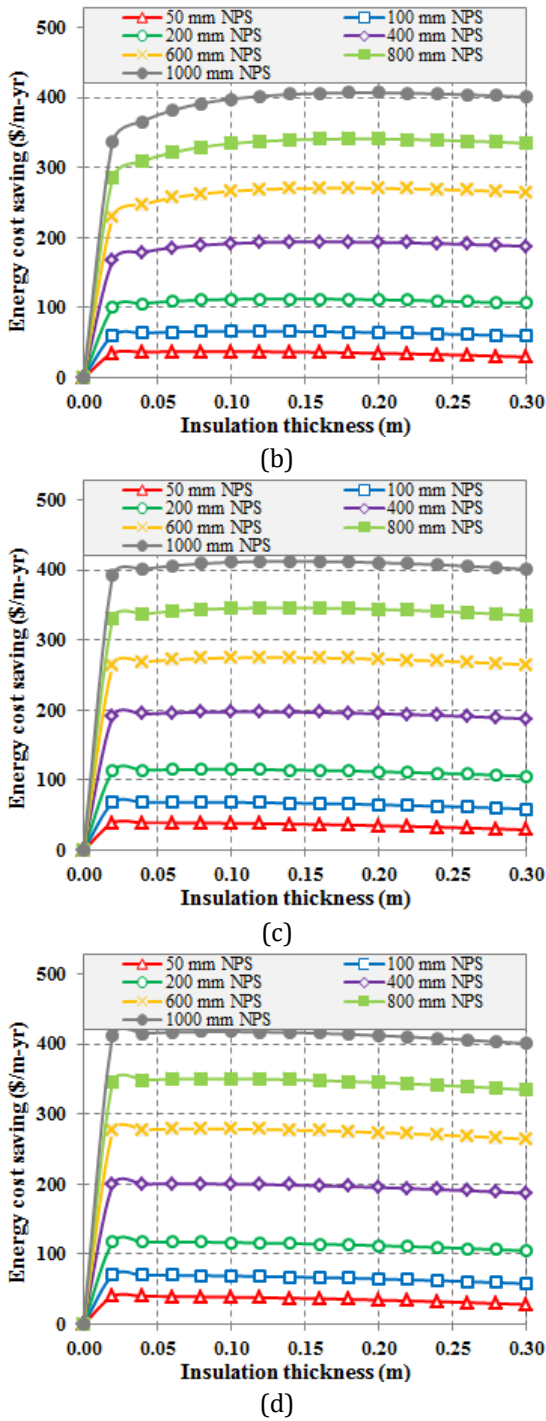 500
50 mm NPS 100 mm NPS
200 mm NPS 400 mm NPS
600 mm NPS 800 mm NPS
1000 mm NPS
400
300
200
100
0
Energy cost saving ($/m-yr)
0.00 0.05 0.10 0.15 0.20 0.25 0.30
Insulation thickness (m)
(b)
500
50 mm NPS 100 mm NPS
200 mm NPS 400 mm NPS
600 mm NPS 800 mm NPS
1000 mm NPS
400
300
200
100
0
Energy cost saving ($/m-yr)
0.00 0.05 0.10 0.15 0.20 0.25 0.30
Insulation thickness (m)
(c)
500
50 mm NPS 100 mm NPS
200 mm NPS 400 mm NPS
600 mm NPS 800 mm NPS
1000 mm NPS
400
300
200
100
0
Energy cost saving ($/m-yr)
0.00 0.05 0.10 0.15 0.20 0.25 0.30
Insulation thickness (m)
(d)